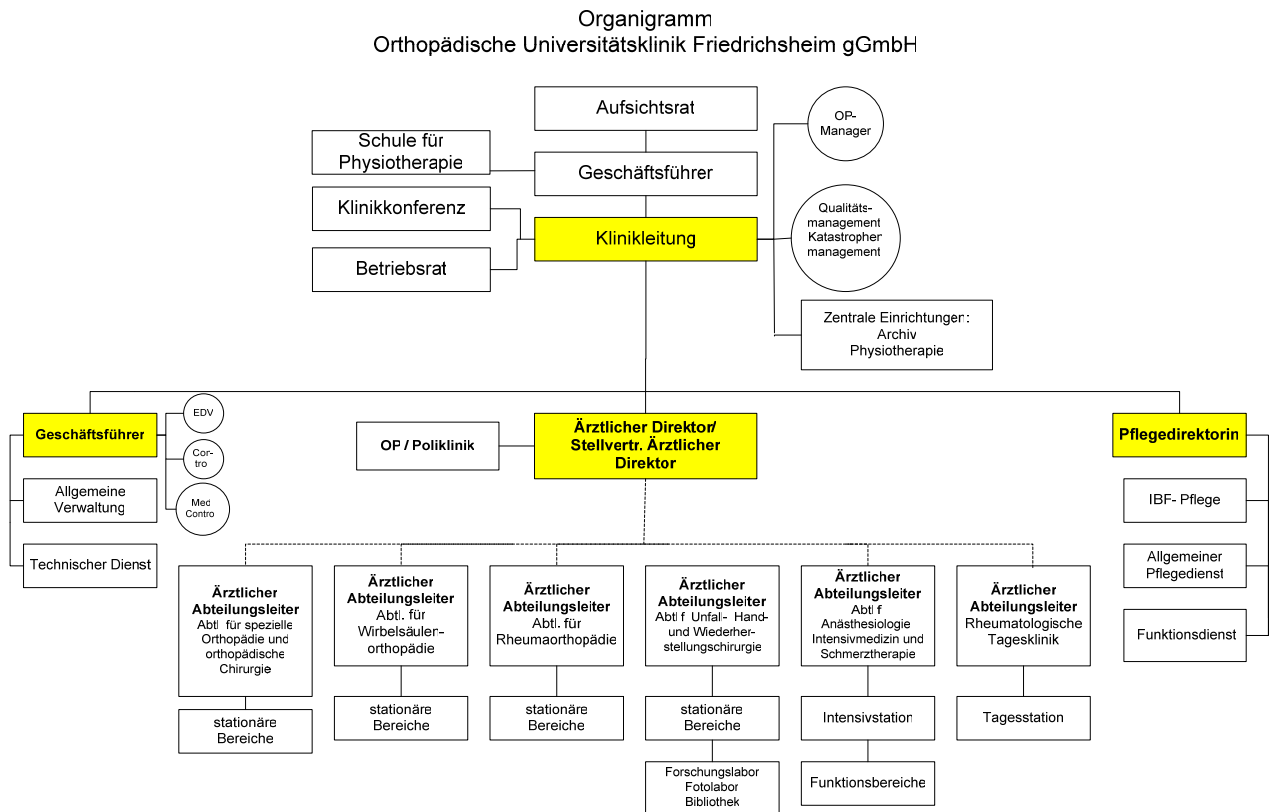 Organigramm
Orthopädische Universitätsklinik Friedrichsheim gGmbH
Aufsichtsrat
OP-
Manager
Schule für
Physiotherapie
Geschäftsführer
Klinikkonferenz
Klinikleitung
Qualitäts-
management
Katastrophen
management
Betriebsrat
Zentrale Einrichtungen:
Archiv
Physiotherapie
Geschäftsführer
EDV
Con-
tro
Med
Contro
Allgemeine
Verwaltung
Technischer Dienst
OP / Poliklinik
Ärztlicher Direktor/
Stellvertr. Ärztlicher
Direktor
Pflegedirektorin
IBF- Pflege
Allgemeiner
Pflegedienst
Funktionsdienst
Ärztlicher
Abteilungsleiter
Abtl. für spezielle
Orthopädie und
orthopädische
Chirurgie
stationäre
Bereiche
Ärztlicher
Abteilungsleiter
Abtl. für
Wirbelsäulen-
orthopädie
stationäre
Bereiche
Ärztlicher
Abteilungsleiter
Abtl. für
Rheumaorthopädie
stationäre
Bereiche
Ärztlicher
Abteilungsleiter
Abtl f. Unfall- Hand-
und Wiederher-
stellungschirurgie
stationäre
Bereiche
Forschungslabor
Fotolabor
Bibliothek
Ärztlicher
Abteilungsleiter
Abtl f.
Anästhesiologie
Intensivmedizin und
Schmerztherapie
Intensivstation
Funktionsbereiche
Ärztlicher
Abteilungsleiter
Rheumatologische
Tagesklinik
Tagesstation